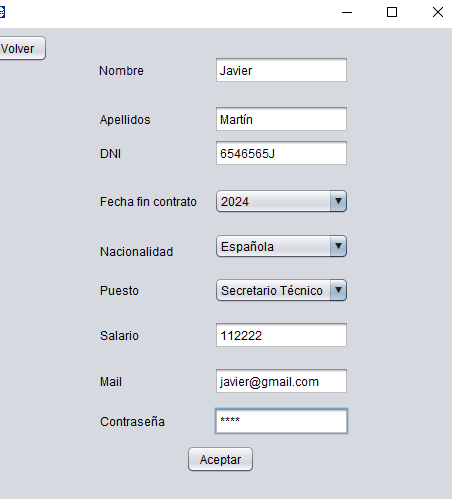 Volver
Nombre Javier
Apellidos Martín
DNI 6546565J
Fecha fin contrato 2024
Nacionalidad Española
Puesto Secretario Técnico
Salario 112222
Mail javier@gmail.com
Contraseña ****
Aceptar